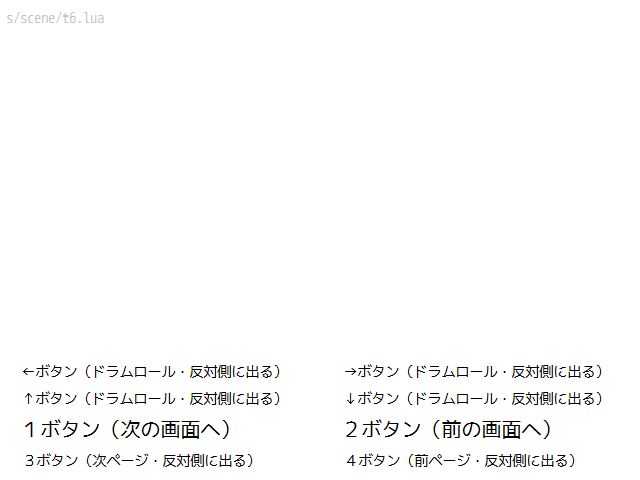 s/scene/t6.lua
←ボタン（ドラムロール・反対側に出る）
→ボタン（ドラムロール・反対側に出る）
↑ボタン（ドラムロール・反対側に出る）
↓ボタン（ドラムロール・反対側に出る）
１ボタン（次の画面へ）
２ボタン（前の画面へ）
３ボタン（次ページ・反対側に出る）
４ボタン（前ページ・反対側に出る）